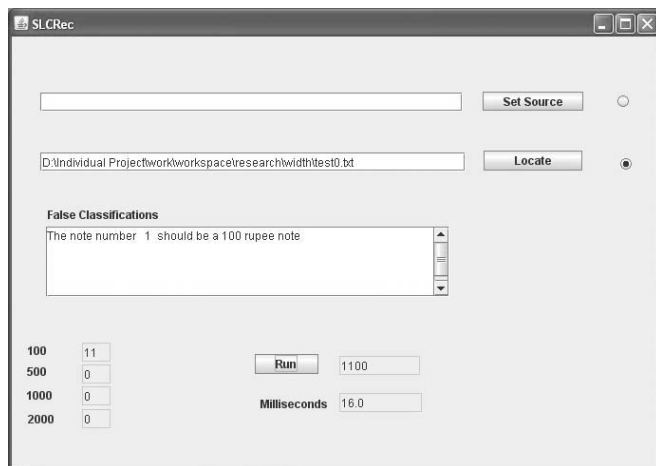 SLCRec
Set Source
D:\Individual Project\work\workspace\research\width\test0.txt
Locate
False Classifications
The note number 1 should be a 100 rupee note
100 11
500 0
1000 0
2000 0
Run 1100
Milliseconds 16.0